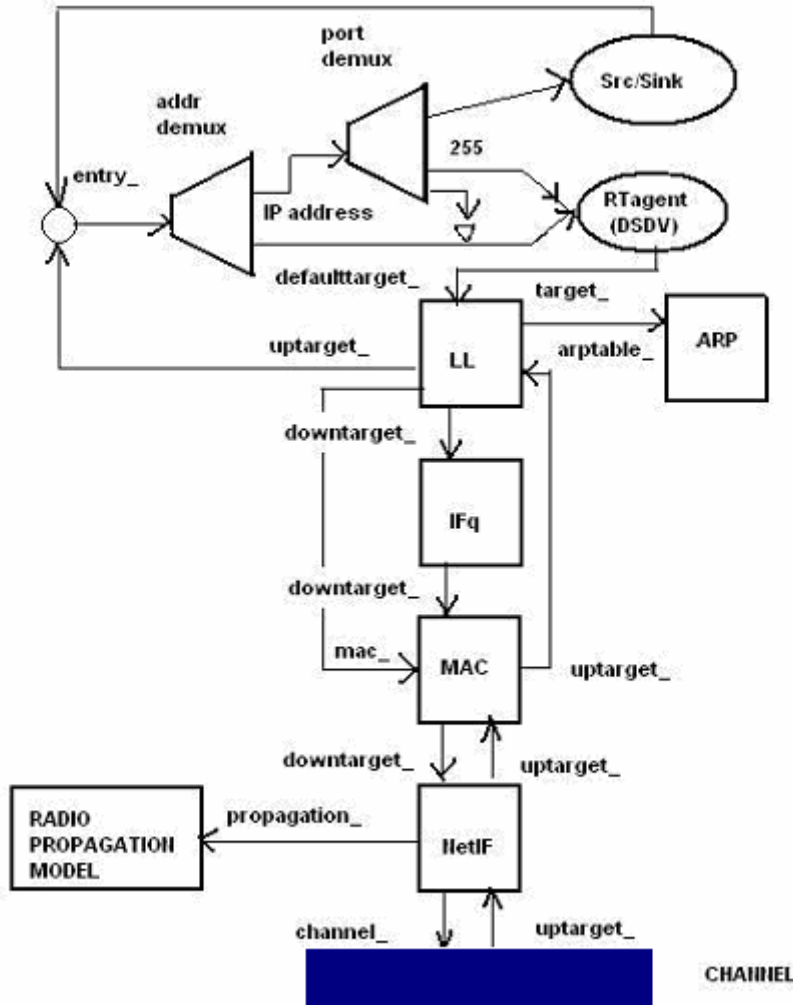 port
demux
Src/Sink
addr
demux
255
entry_
IP address
RTagent
(DSDV)
defaulttarget_
target_
ARP
uptarget_
LL
arptable_
downtarget_
IFq
downtarget_
mac_
MAC
uptarget_
downtarget_
uptarget_
RADIO
PROPAGATION
MODEL
propagation_
NetIF
channel_
uptarget_
CHANNEL